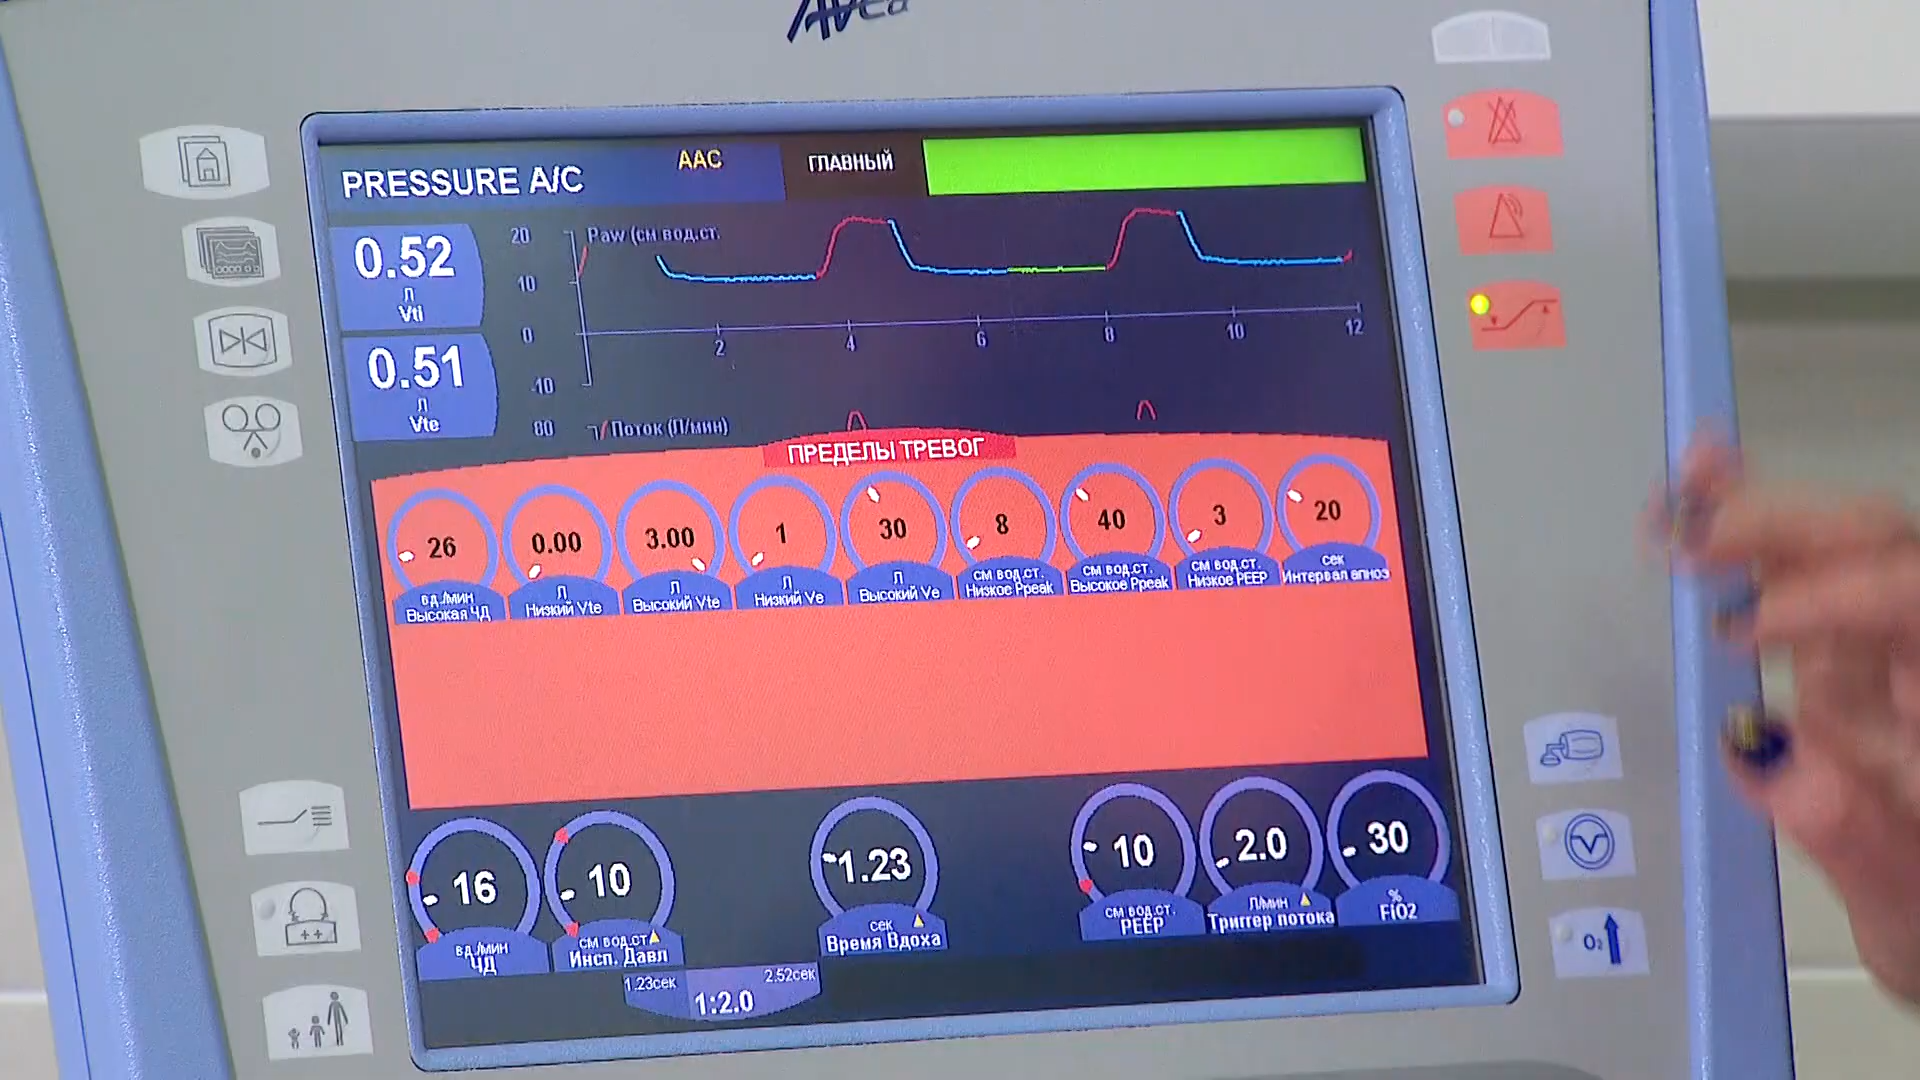 AVea
PRESSURE A/C
AAC
ГЛАВНЫЙ
0.52
Л
Vti
0.51
Л
Vte
20
Paw (см вод.ст.
10
0
-10
2
4
6
8
10
12
80
Поток (Л/мин)
ПРЕДЕЛЫ ТРЕВОГ
26
вд./мин
Высокая ЧД
0.00
Л
Низкий Vte
3.00
Л
Высокий Vte
1
Л
Низкий Ve
30
Л
Высокий Ve
8
см вод.ст.
Низкое Ppeak
40
см вод.ст.
Высокое Ppeak
3
см вод.ст.
Низкое PEEP
20
сек
Интервал апноэ
16
вд./мин
ЧД
10
см вод.ст
Инсп. Давл
1.23
сек
Время Вдоха
10
см вод.ст.
PEEP
2.0
Л/мин
Триггер потока
30
%
FiO2
1.23сек
1:2.0
2.52сек
++
O₂